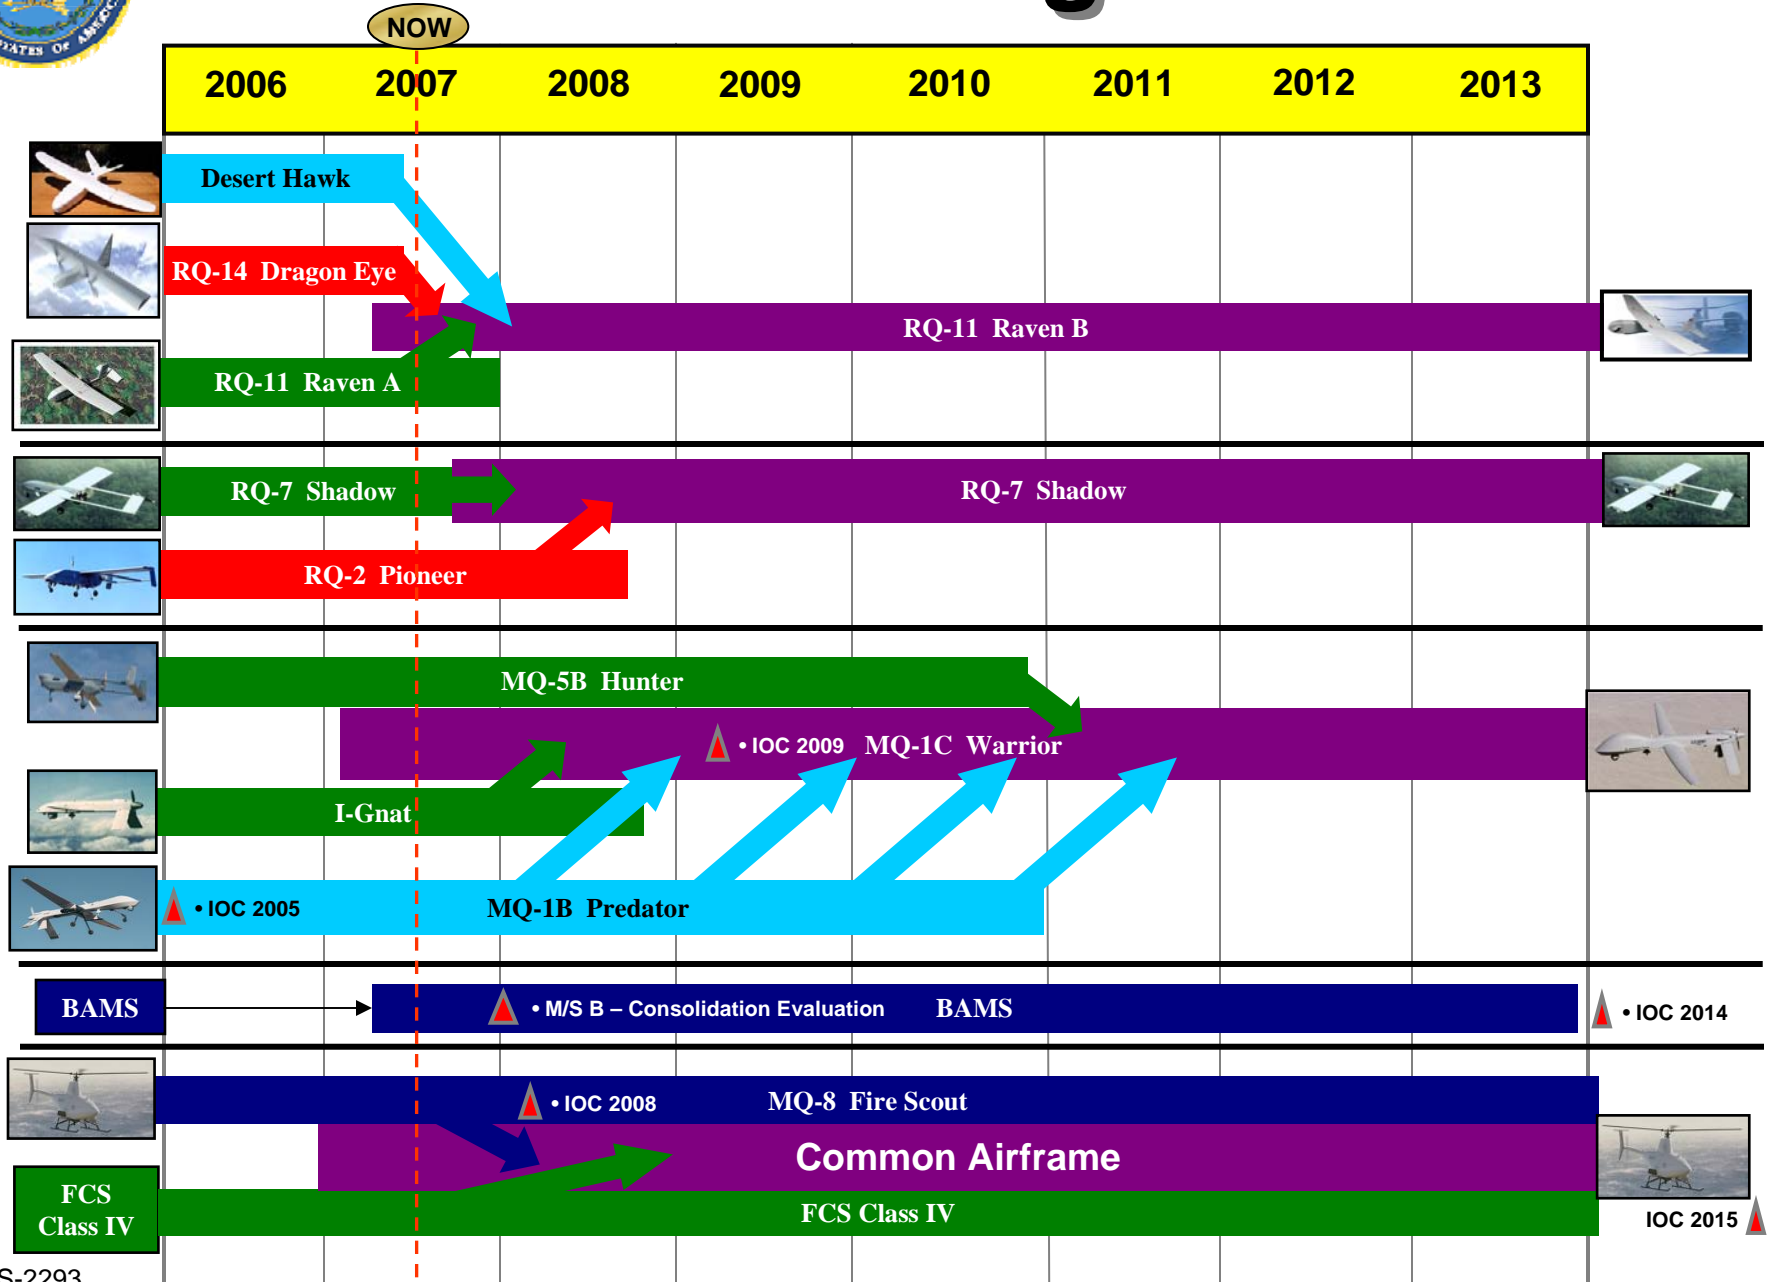 STATES OF AMERICA
NOW
2006 2007 2008 2009 2010 2011 2012 2013
Desert Hawk
RQ-14 Dragon Eye
RQ-11 Raven B
RQ-11 Raven A
RQ-7 Shadow RQ-7 Shadow
RQ-2 Pioneer
MQ-5B Hunter
• IOC 2009 MQ-1C Warrior
I-Gnat
• IOC 2005 MQ-1B Predator
BAMS • M/S B – Consolidation Evaluation BAMS • IOC 2014
• IOC 2008 MQ-8 Fire Scout
Common Airframe
FCS
Class IV
FCS Class IV
IOC 2015
S-2293